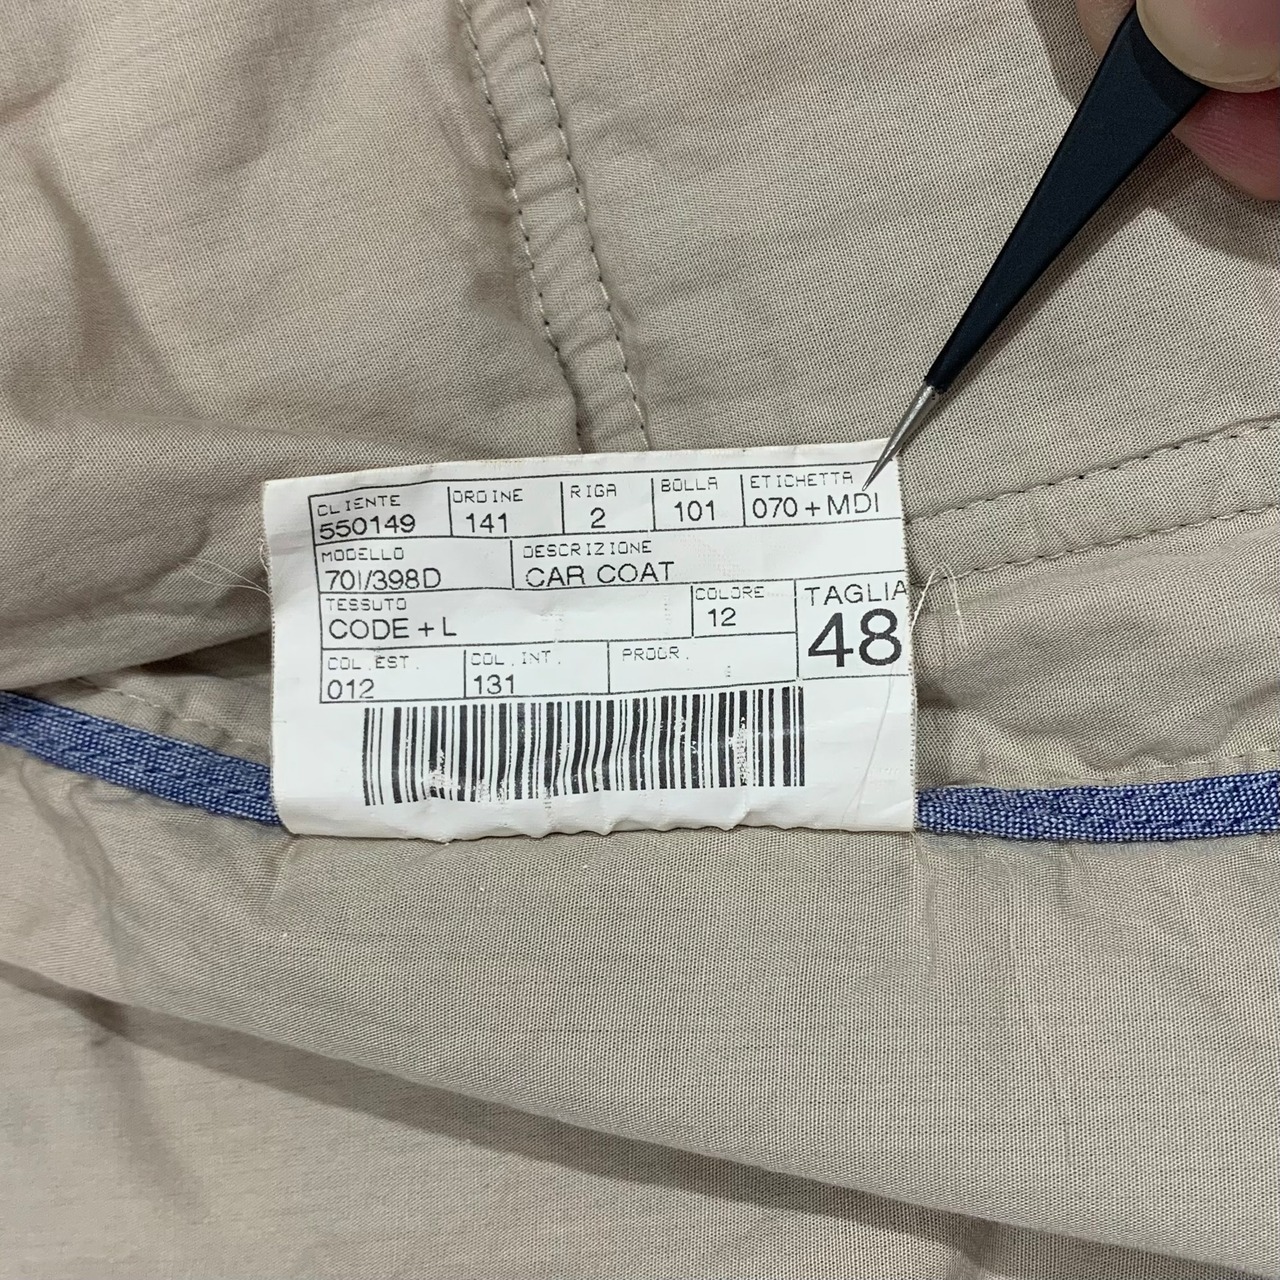 CLIENTE ORDINE RIGA BOLLA ETICHETTA
550149 141 2 101 070+MDI
MODELLO DESCRIZIONE
701/398D CAR COAT
TESSUTO COLORE TAGLIA
CODE+L 12 48
COL.EST. COL.INT. PROGR.
012 131